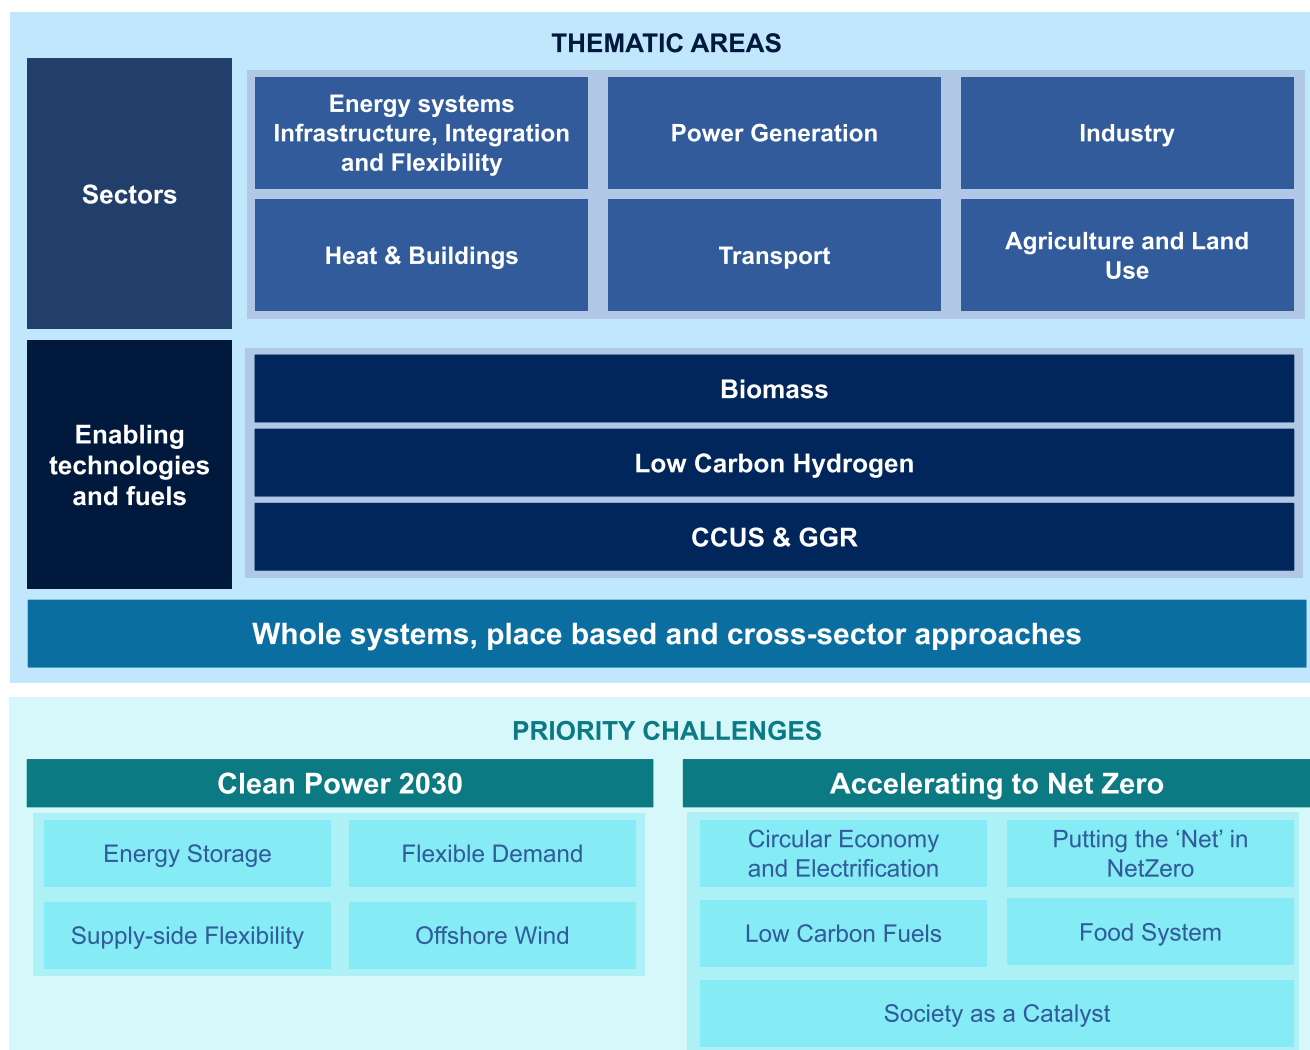 THEMATIC AREAS
Sectors
Energy systems
Infrastructure, Integration
and Flexibility
Power Generation
Industry
Heat & Buildings
Transport
Agriculture and Land
Use
Enabling
technologies
and fuels
Biomass
Low Carbon Hydrogen
CCUS & GGR
Whole systems, place based and cross-sector approaches
PRIORITY CHALLENGES
Clean Power 2030
Energy Storage
Flexible Demand
Supply-side Flexibility
Offshore Wind
Accelerating to Net Zero
Circular Economy
and Electrification
Putting the ‘Net’ in
NetZero
Low Carbon Fuels
Food System
Society as a Catalyst